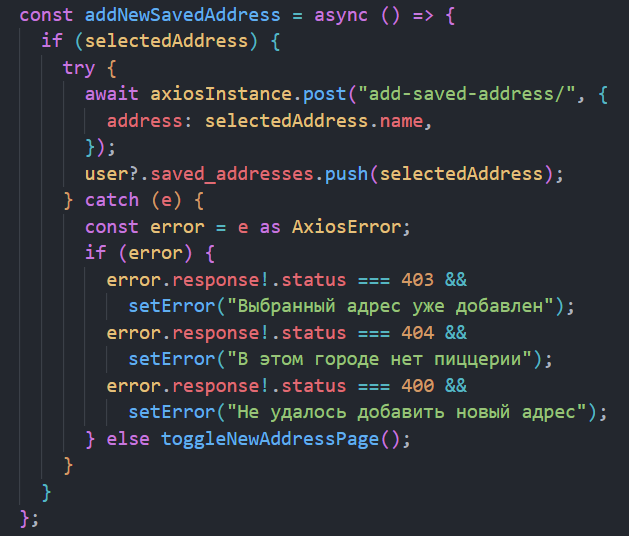 const addNewSavedAddress = async () => {
  if (selectedAddress) {
    try {
      await axiosInstance.post("add-saved-address/", {
        address: selectedAddress.name,
      });
      user?.saved_addresses.push(selectedAddress);
    } catch (e) {
      const error = e as AxiosError;
      if (error) {
        error.response!.status === 403 &&
          setError("Выбранный адрес уже добавлен");
        error.response!.status === 404 &&
          setError("В этом городе нет пиццерии");
        error.response!.status === 400 &&
          setError("Не удалось добавить новый адрес");
      } else toggleNewAddressPage();
    }
  }
};